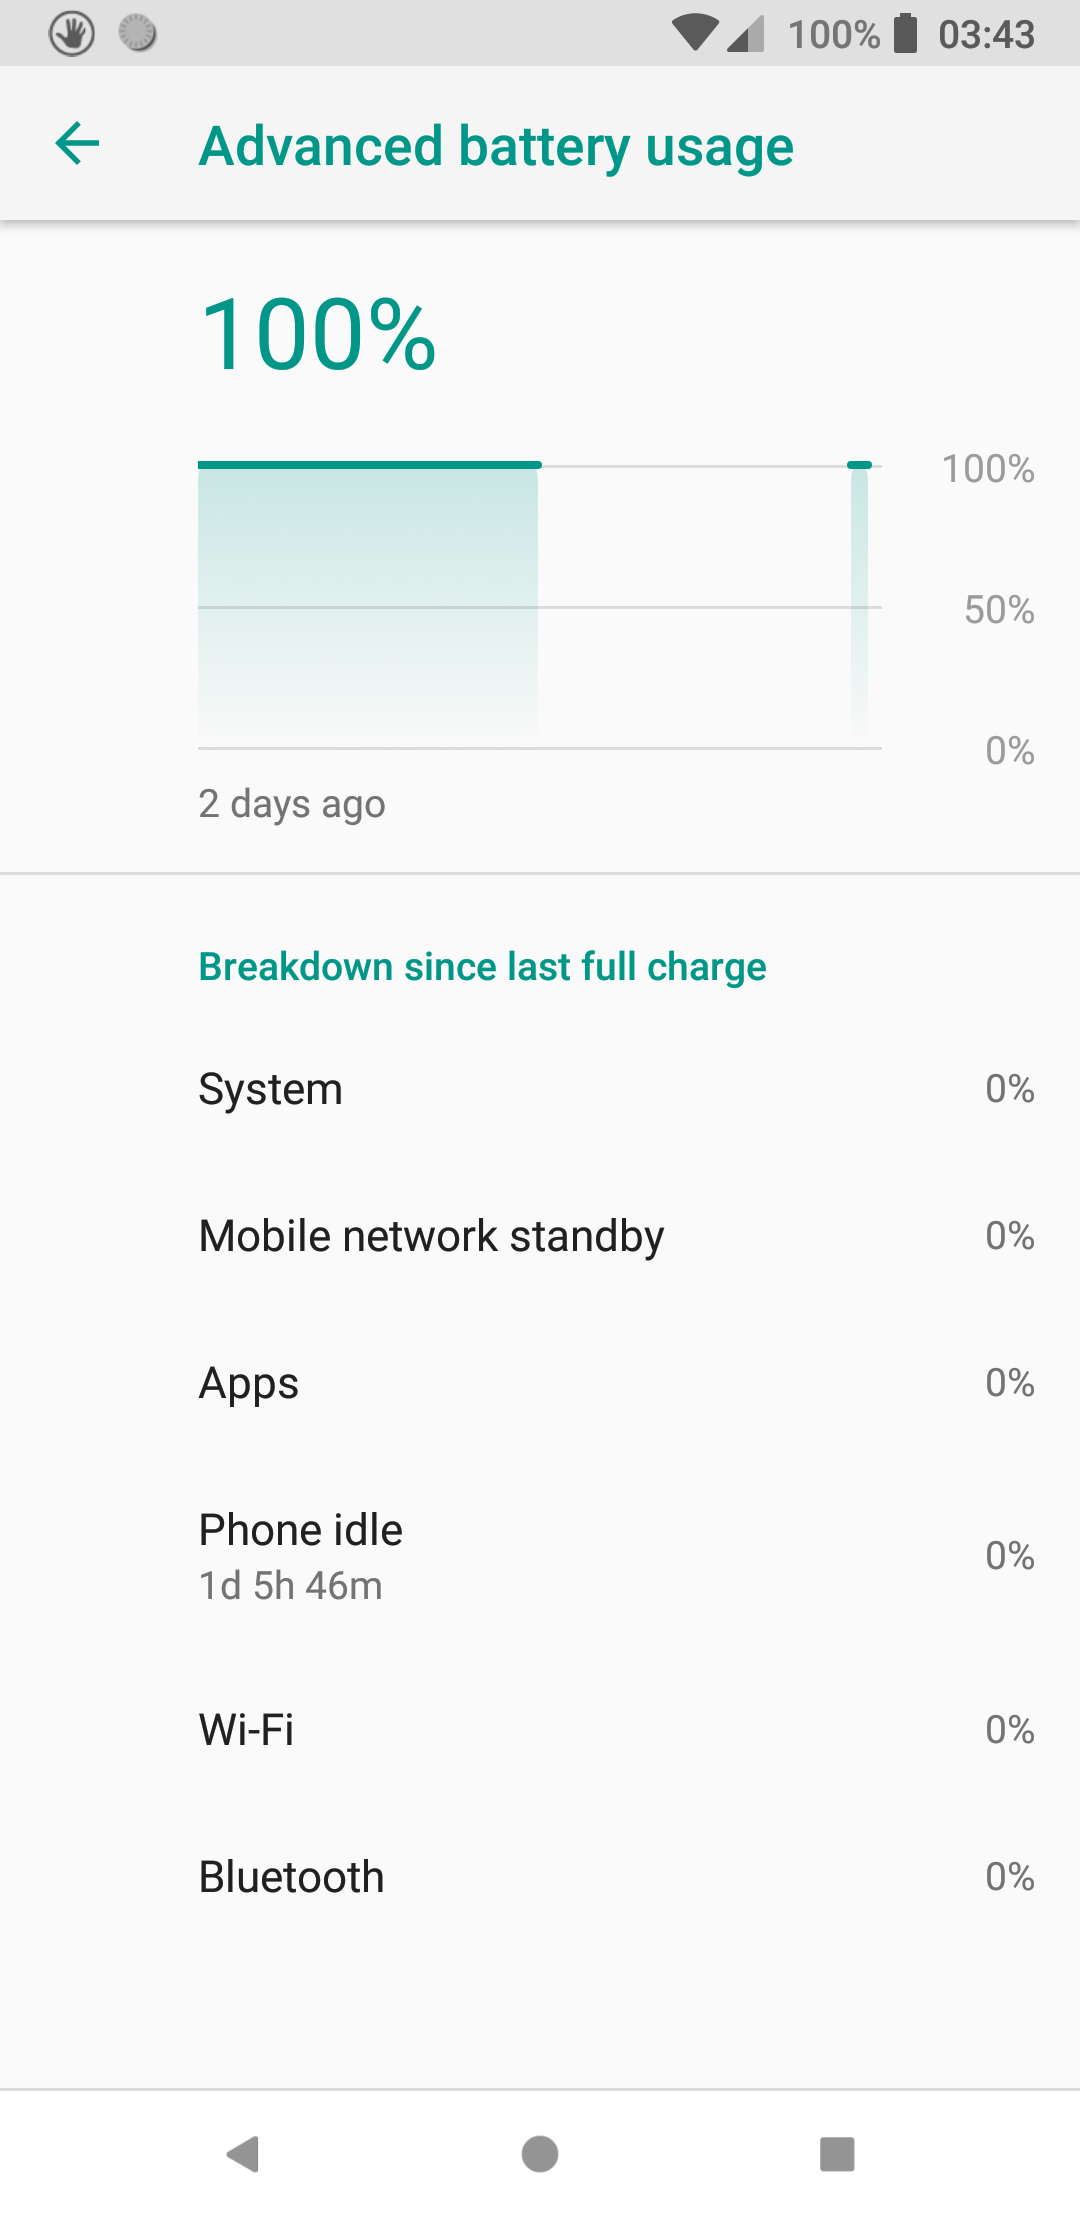 100% 03:43
Advanced battery usage
100%
100%
50%
0%
2 days ago
Breakdown since last full charge
System 0%
Mobile network standby 0%
Apps 0%
Phone idle
1d 5h 46m
0%
Wi-Fi 0%
Bluetooth 0%